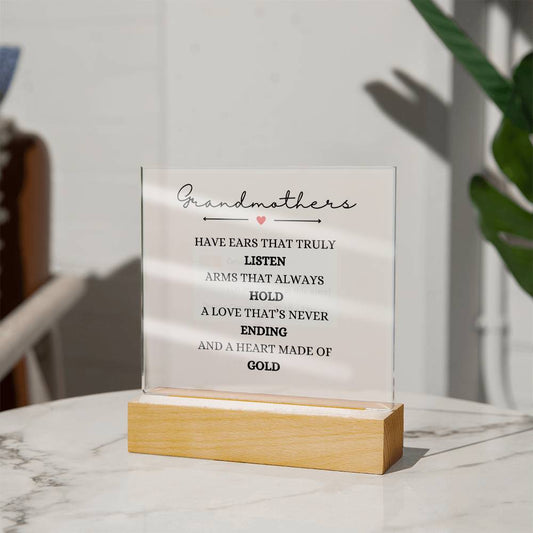 Grandmothers
HAVE EARS THAT TRULY
LISTEN
ARMS THAT ALWAYS
HOLD
A LOVE THAT'S NEVER
ENDING
AND A HEART MADE OF
GOLD